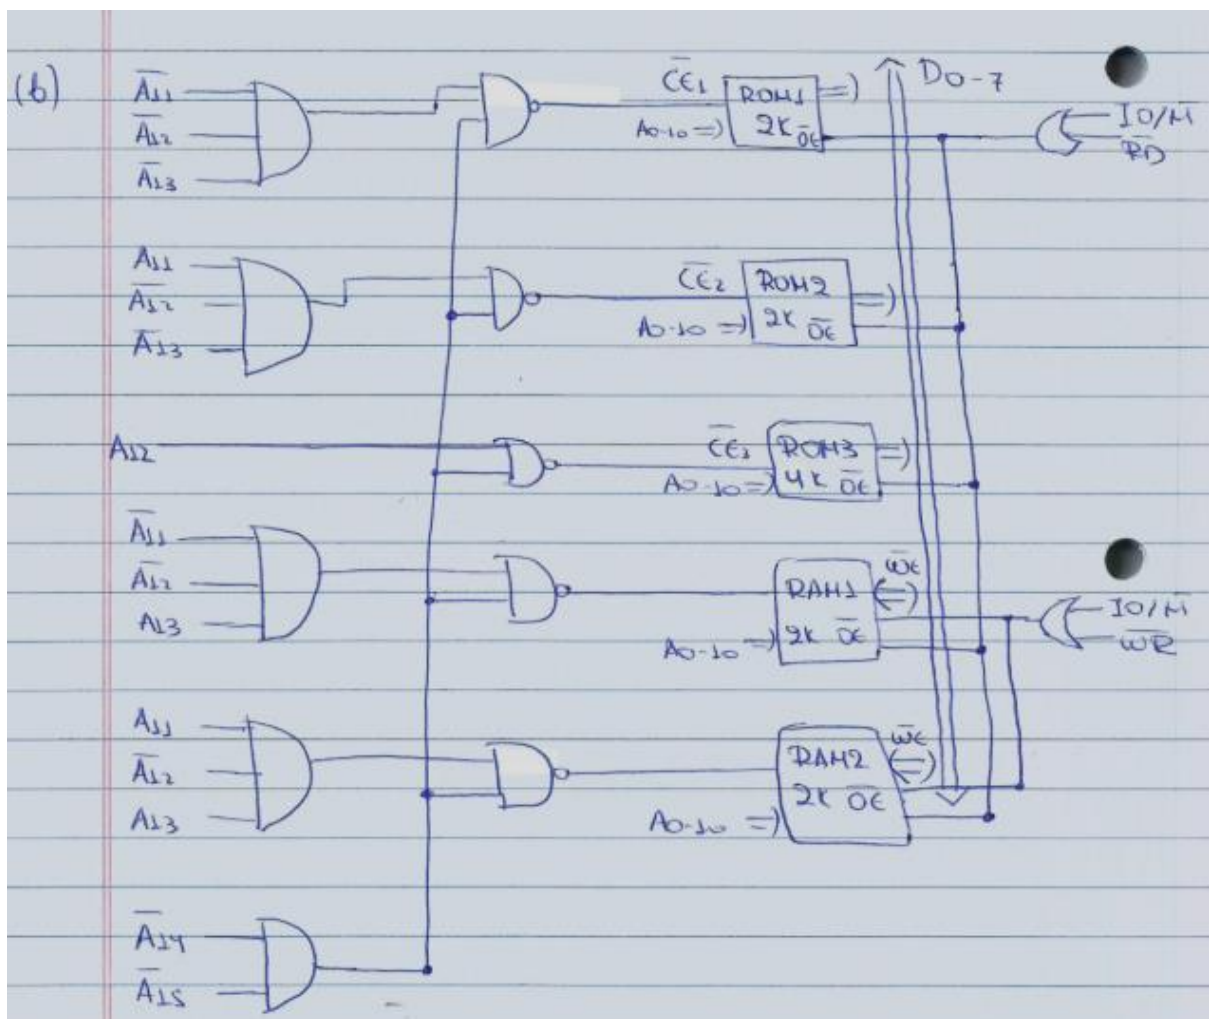 (b)
A̅11
A̅12
A̅13
C̅E̅1
A0-10 ⇒
ROM1
2K O̅E̅
D0-7
IO/M̅
R̅D̅
A11
A̅12
A̅13
C̅E̅2
A0-10 ⇒
ROM2
2K O̅E̅
A12
C̅E̅3
A0-10 ⇒
ROM3
4K O̅E̅
A̅11
A̅12
A13
A0-10 ⇒
RAM1
2K O̅E̅
W̅E̅
IO/M̅
W̅R̅
A11
A̅12
A13
A0-10 ⇒
RAM2
2K O̅E̅
W̅E̅
A̅14
A̅15